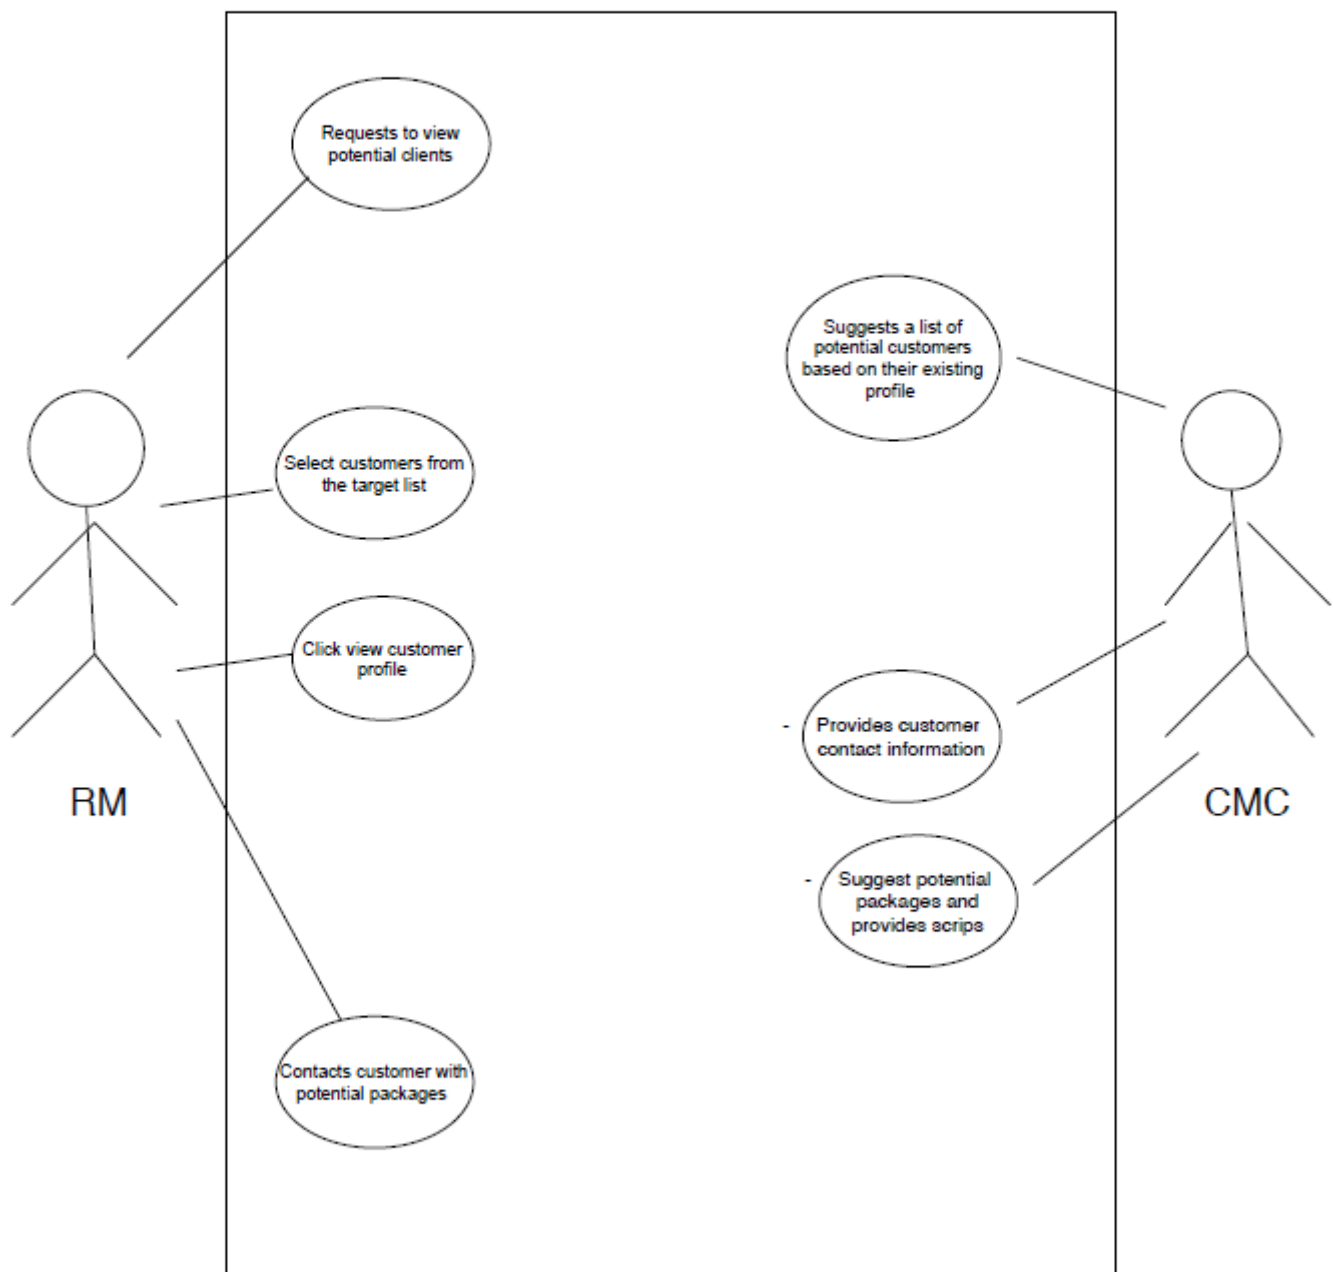 Requests to view
potential clients
Suggests a list of
potential customers
based on their existing
profile
Select customers from
the target list
Click view customer
profile
- Provides customer
contact information
RM
CMC
- Suggest potential
packages and
provides scrips
Contacts customer with
potential packages